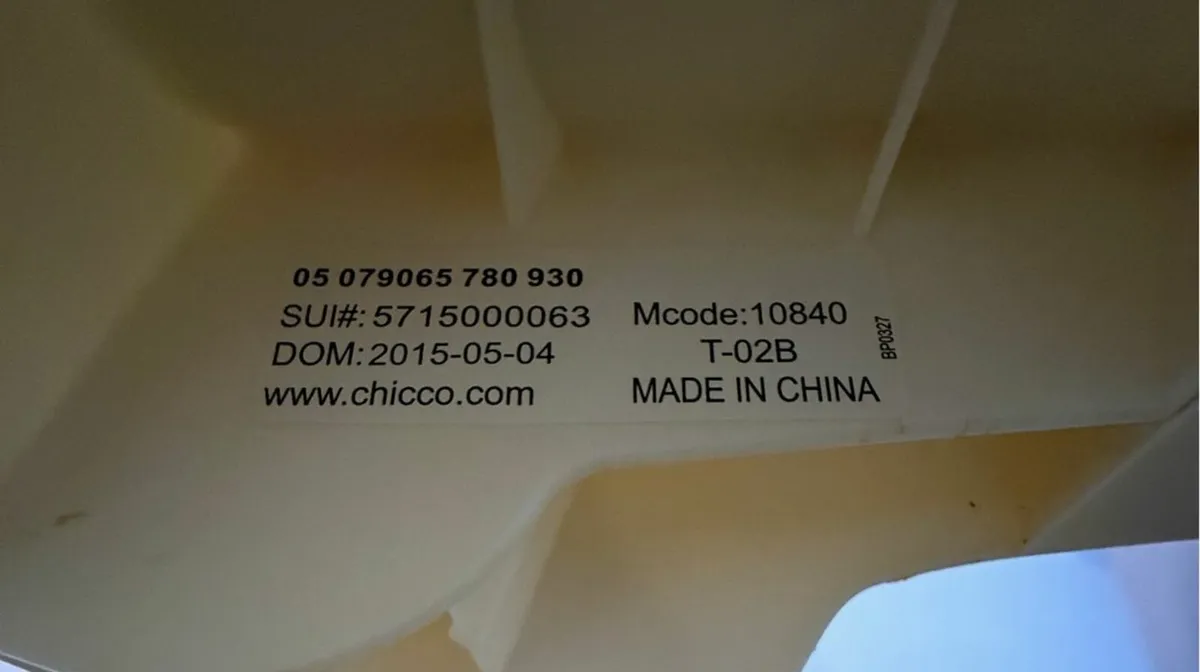 05 079065 780 930
SUI#: 5715000063
DOM: 2015-05-04
www.chicco.com
Mcode:10840
T-02B
MADE IN CHINA
BP0327